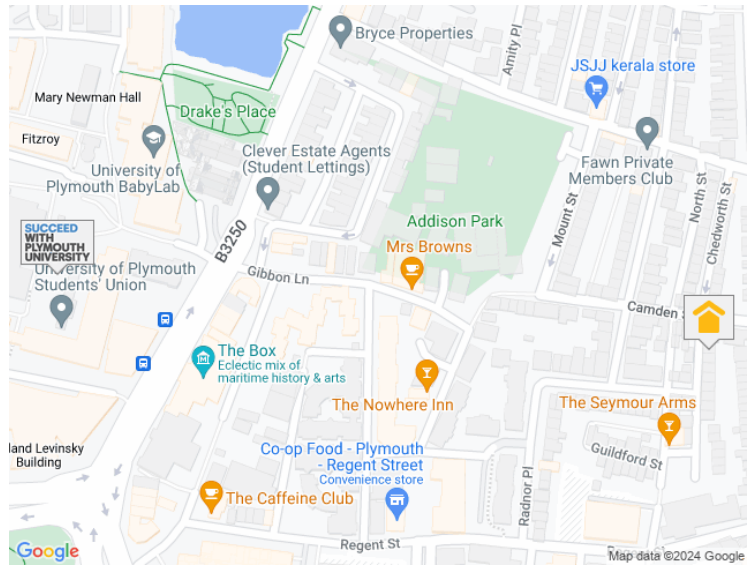 Bryce Properties
Amity Pl
JSJJ kerala store
Mary Newman Hall
Drake's Place
Fitzroy
Clever Estate Agents
(Student Lettings)
University of
Plymouth BabyLab
Fawn Private
Members Club
North St
Chedworth St
Mount St
Addison Park
SUCCEED
WITH
PLYMOUTH
UNIVERSITY
B3250
Mrs Browns
University of Plymouth
Students' Union
Gibbon Ln
Camden S
The Box
Eclectic mix of
maritime history & arts
The Nowhere Inn
The Seymour Arms
land Levinsky
Building
Co-op Food - Plymouth
- Regent Street
Convenience store
Guildford St
Radnor Pl
The Caffeine Club
Regent St
Google
Map data ©2024 Google